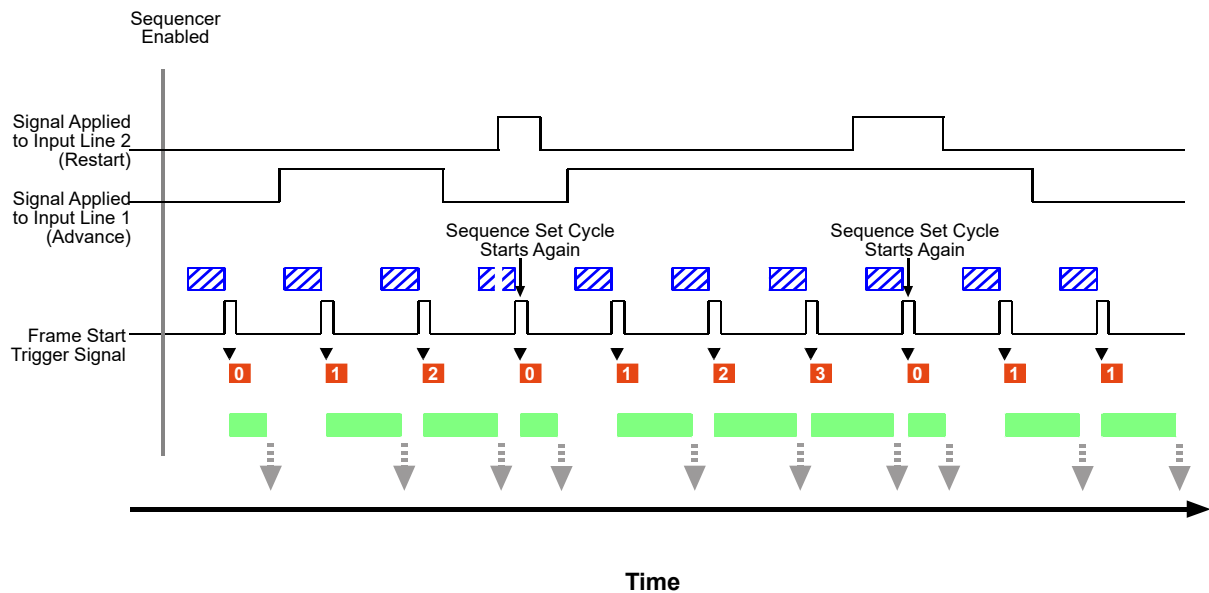 Sequencer
Enabled
Signal Applied
to Input Line 2
(Restart)
Signal Applied
to Input Line 1
(Advance)
Sequence Set Cycle
Starts Again
Sequence Set Cycle
Starts Again
Frame Start
Trigger Signal
0 1 2 0 1 2 3 0 1 1
Time